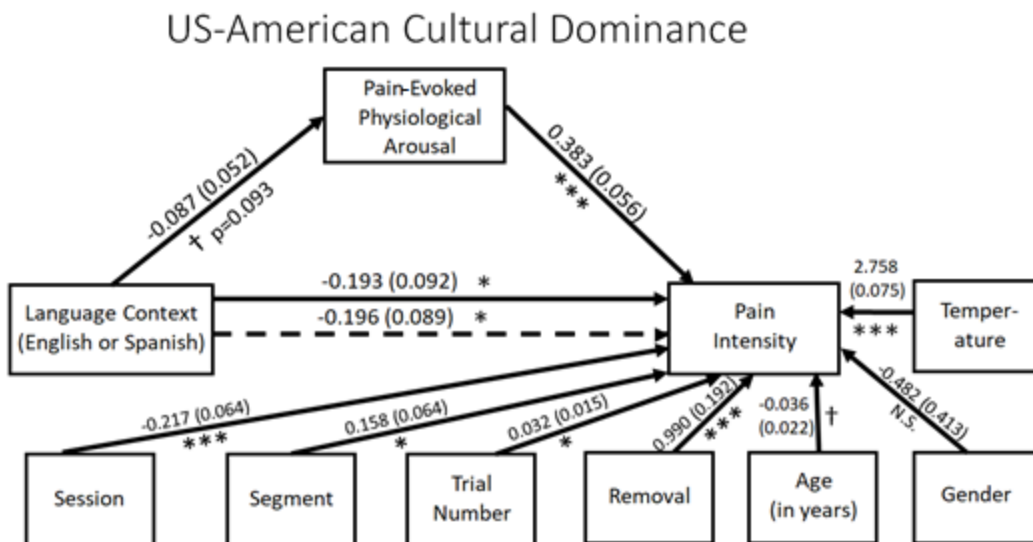 US-American Cultural Dominance
Pain-Evoked
Physiological
Arousal
-0.087 (0.052)
† p=0.093
0.383 (0.056)
***
-0.193 (0.092) *
-0.196 (0.089) *
Language Context
(English or Spanish)
Pain
Intensity
2.758
(0.075)
***
Temper-
ature
-0.217 (0.064)
***
0.158 (0.064)
*
0.032 (0.015)
*
0.990 (0.192)
***
-0.036
(0.022)
†
-0.482 (0.413)
N.S.
Session
Segment
Trial
Number
Removal
Age
(in years)
Gender